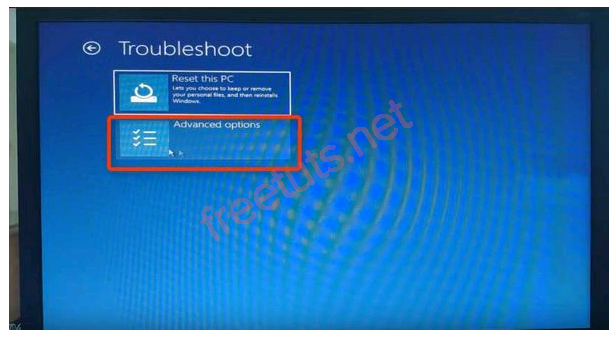 Troubleshoot
Reset this PC
Lets you choose to keep or remove
your personal files, and then reinstalls
Windows.
Advanced options
freetuts.net